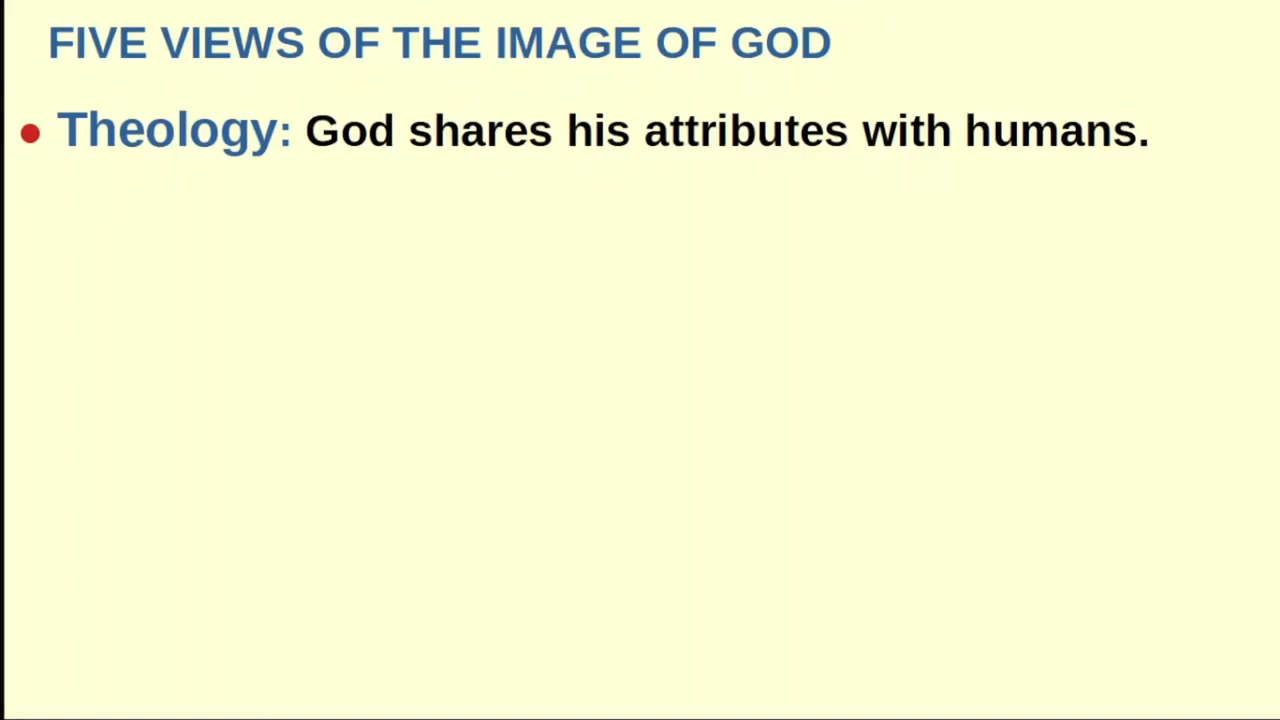 FIVE VIEWS OF THE IMAGE OF GOD
• Theology: God shares his attributes with humans.